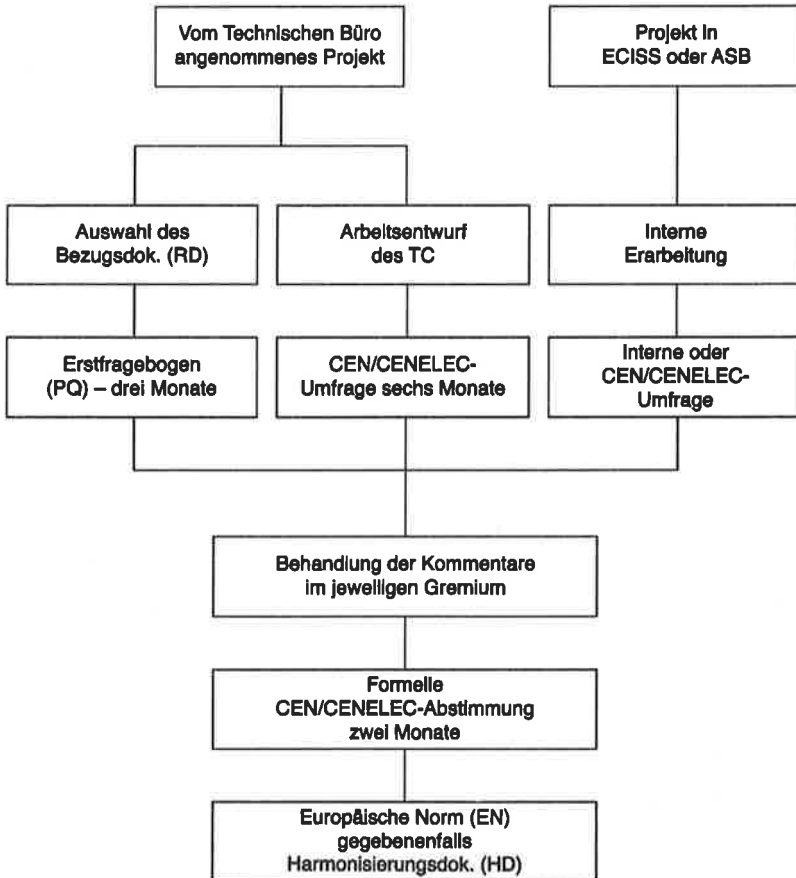 Vom Technischen Büro
angenommenes Projekt
Projekt in
ECISS oder ASB
Auswahl des
Bezugsdok. (RD)
Arbeitsentwurf
des TC
Interne
Erarbeitung
Erstfragebogen
(PQ) – drei Monate
CEN/CENELEC-
Umfrage sechs Monate
Interne oder
CEN/CENELEC-
Umfrage
Behandlung der Kommentare
im jeweiligen Gremium
Formelle
CEN/CENELEC-Abstimmung
zwei Monate
Europäische Norm (EN)
gegebenenfalls
Harmonisierungsdok. (HD)